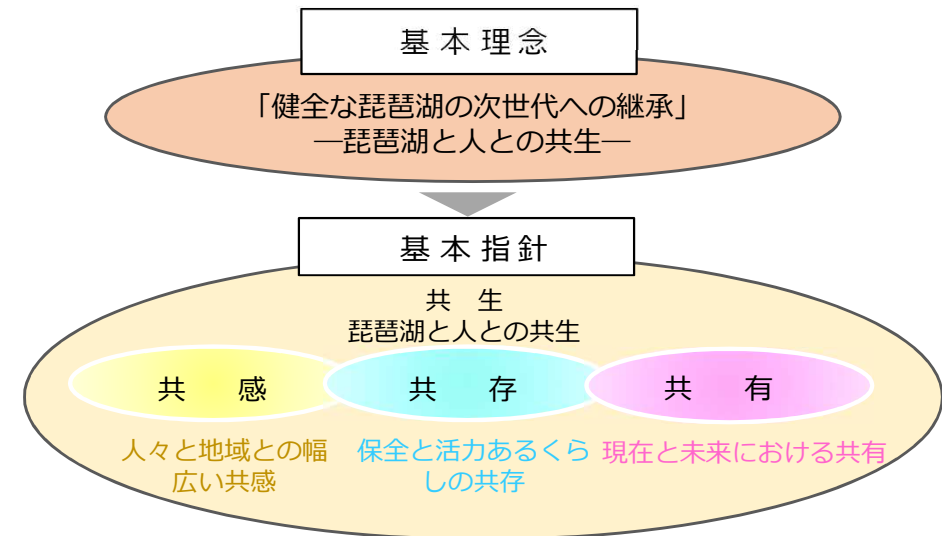 基本理念
「健全な琵琶湖の次世代への継承」
―琵琶湖と人との共生―
基本指針
共　生
琵琶湖と人との共生
共　感
共　存
共　有
人々と地域との幅
広い共感
保全と活力あるくら
しの共存
現在と未来における共有